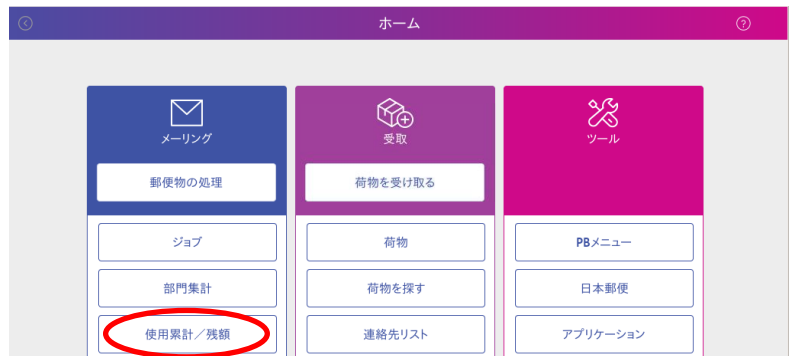 ホーム
メーリング
郵便物の処理
ジョブ
部門集計
使用累計／残額
受取
荷物を受け取る
荷物
荷物を探す
連絡先リスト
ツール
PBメニュー
日本郵便
アプリケーション